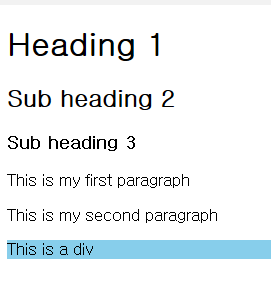 Heading 1
Sub heading 2
Sub heading 3
This is my first paragraph
This is my second paragraph
This is a div